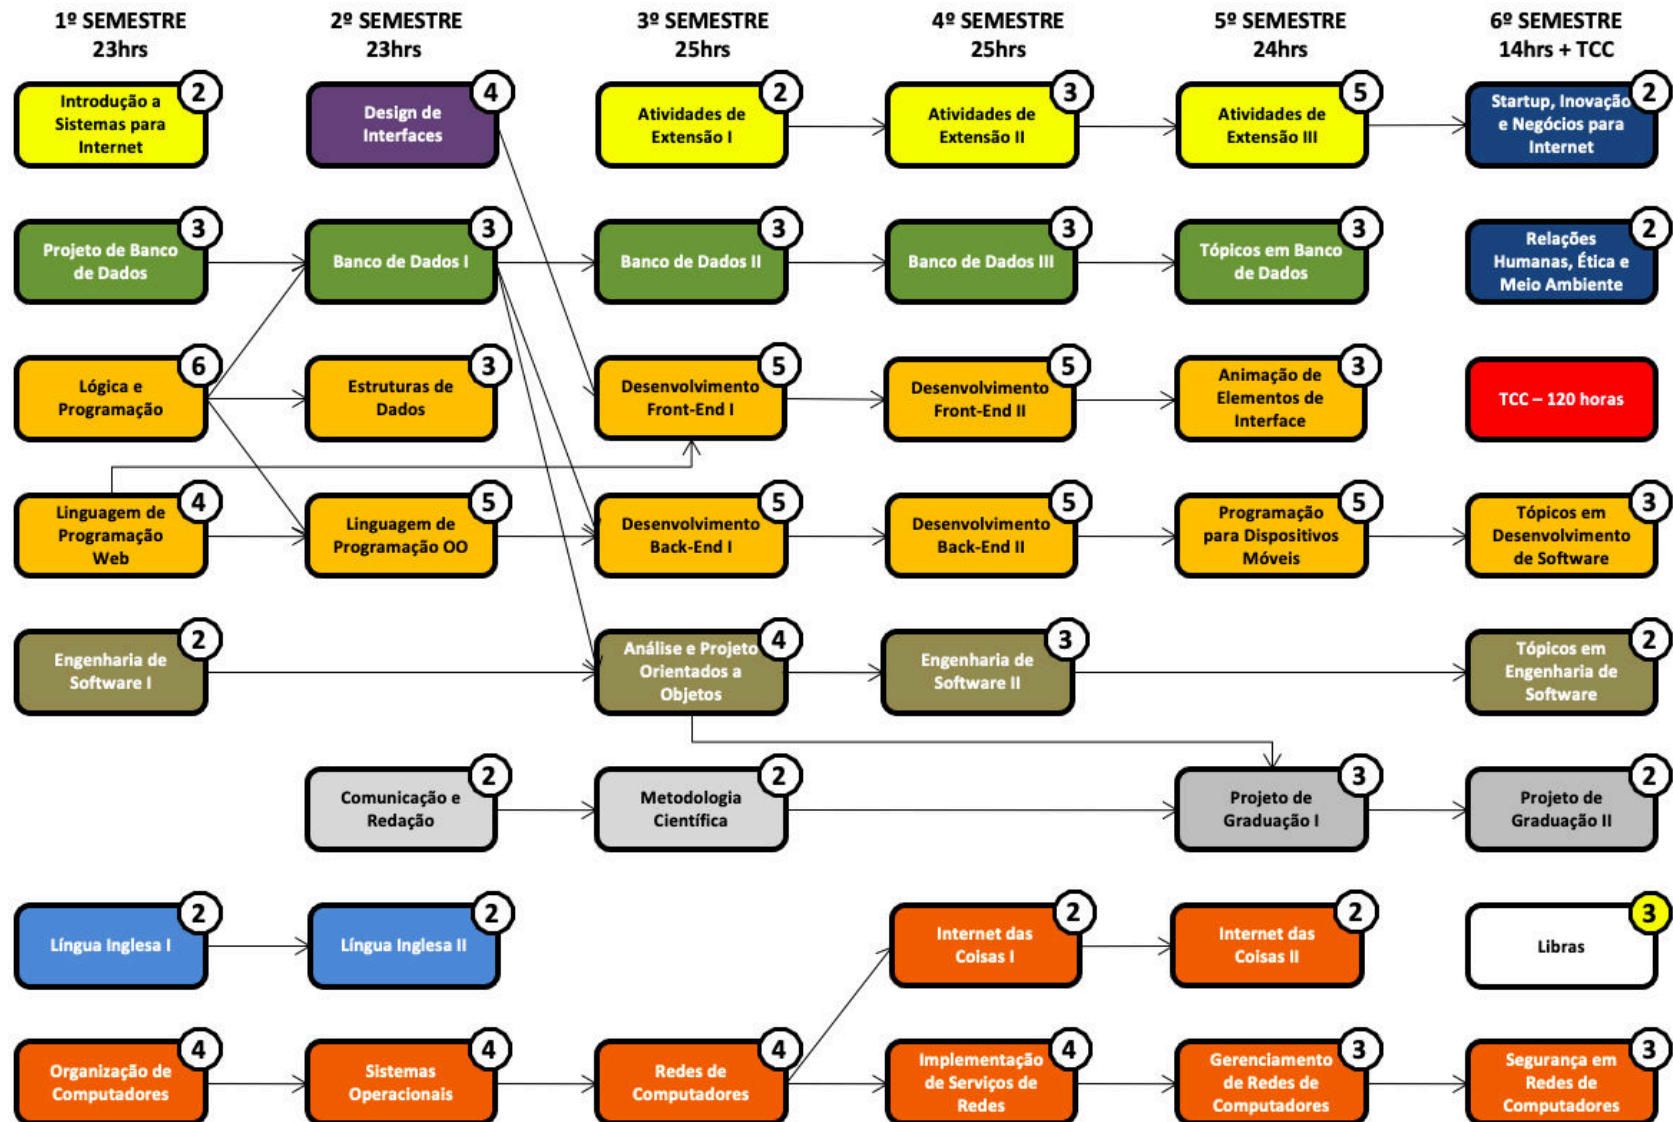 1º SEMESTRE
23hrs
2º SEMESTRE
23hrs
3º SEMESTRE
25hrs
4º SEMESTRE
25hrs
5º SEMESTRE
24hrs
6º SEMESTRE
14hrs + TCC
Introdução a
Sistemas para
Internet
2
Design de
Interfaces
4
Atividades de
Extensão I
2
Atividades de
Extensão II
3
Atividades de
Extensão III
5
Startup, Inovação
e Negócios para
Internet
2
Projeto de Banco
de Dados
3
Banco de Dados I
3
Banco de Dados II
3
Banco de Dados III
3
Tópicos em Banco
de Dados
3
Relações
Humanas, Ética e
Meio Ambiente
2
Lógica e
Programação
6
Estruturas de
Dados
3
Desenvolvimento
Front-End I
5
Desenvolvimento
Front-End II
5
Animação de
Elementos de
Interface
3
TCC – 120 horas
Linguagem de
Programação
Web
4
Linguagem de
Programação OO
5
Desenvolvimento
Back-End I
5
Desenvolvimento
Back-End II
5
Programação
para Dispositivos
Móveis
5
Tópicos em
Desenvolvimento
de Software
3
Engenharia de
Software I
2
Análise e Projeto
Orientados a
Objetos
4
Engenharia de
Software II
3
Tópicos em
Engenharia de
Software
2
Comunicação e
Redação
2
Metodologia
Científica
2
Projeto de
Graduação I
3
Projeto de
Graduação II
2
Língua Inglesa I
2
Língua Inglesa II
2
Internet das
Coisas I
2
Internet das
Coisas II
2
Libras
3
Organização de
Computadores
4
Sistemas
Operacionais
4
Redes de
Computadores
4
Implementação
de Serviços de
Redes
4
Gerenciamento
de Redes de
Computadores
3
Segurança em
Redes de
Computadores
3